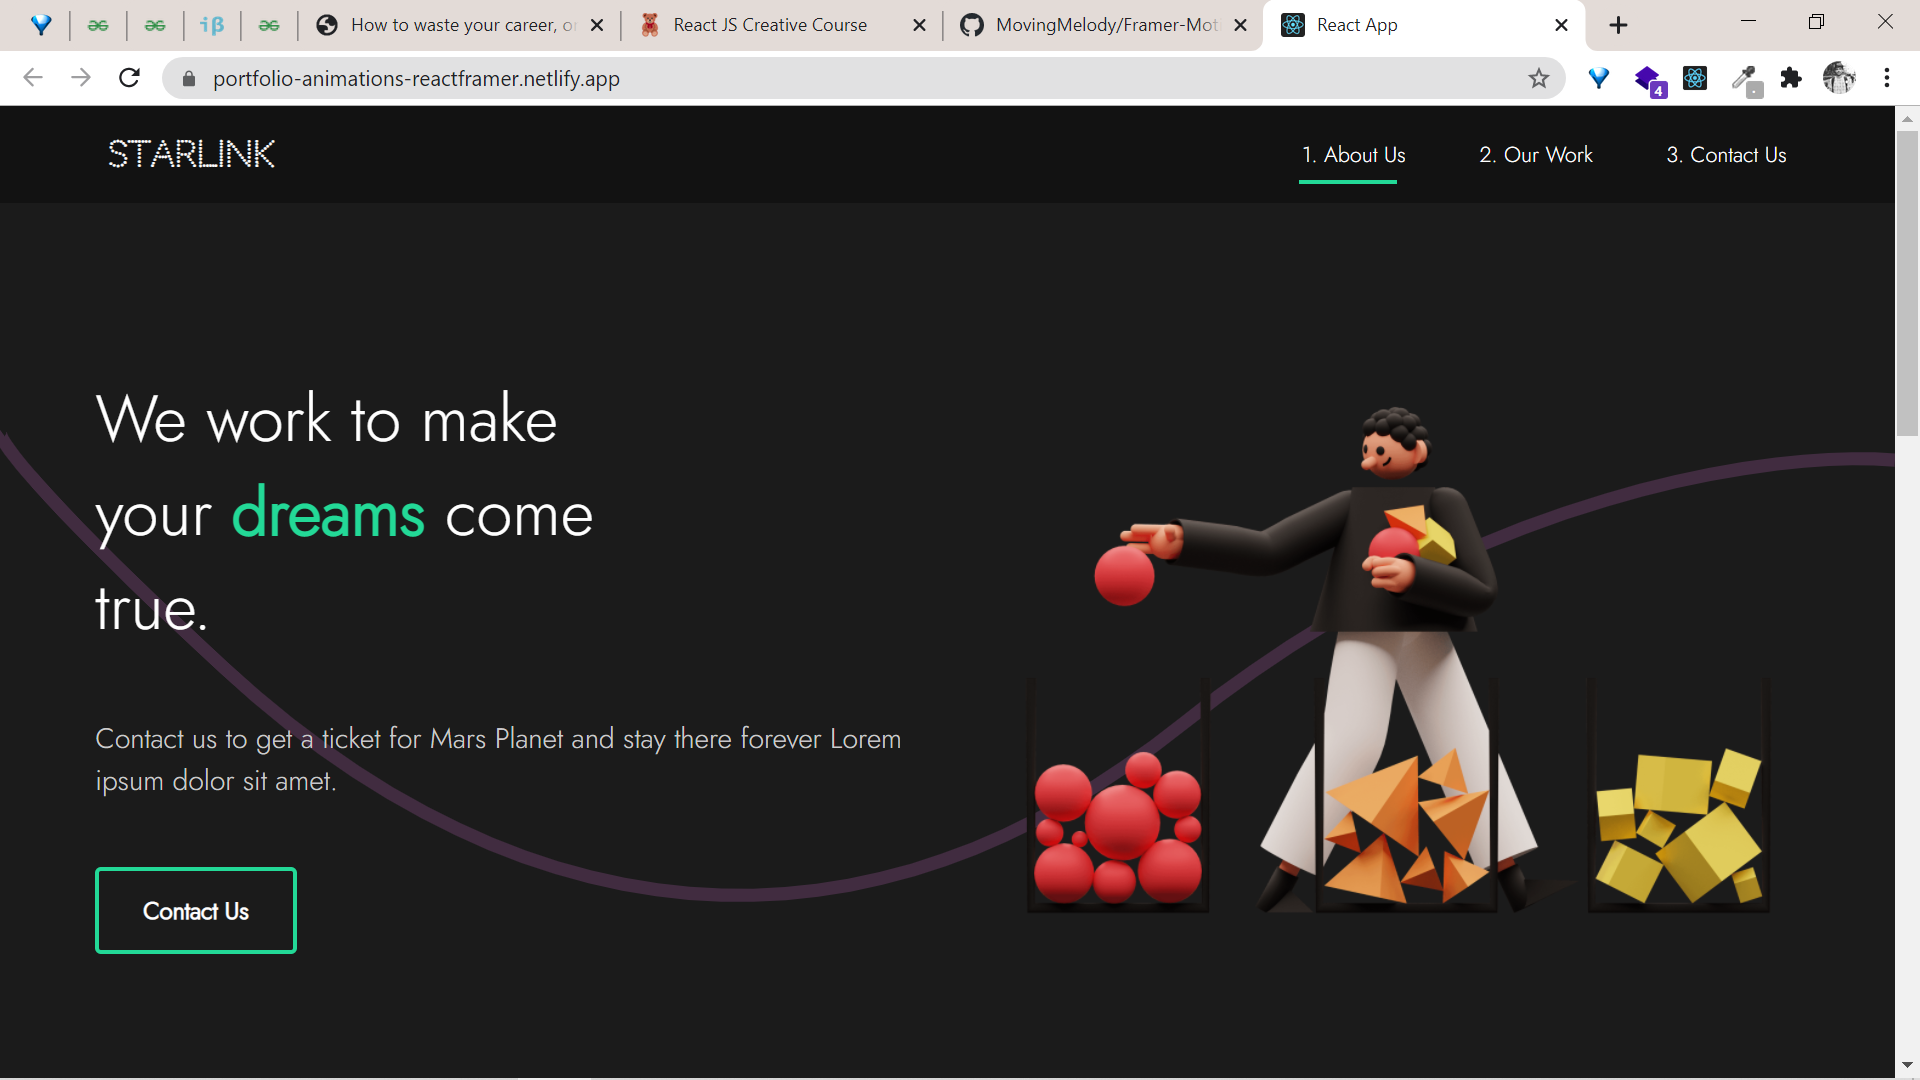 How to waste your career, o
React JS Creative Course
MovingMelody/Framer-Mot
React App
portfolio-animations-reactframer.netlify.app
4
STARLINK
1. About Us
2. Our Work
3. Contact Us
We work to make
your dreams come
true.
Contact us to get a ticket for Mars Planet and stay there forever Lorem
ipsum dolor sit amet.
Contact Us